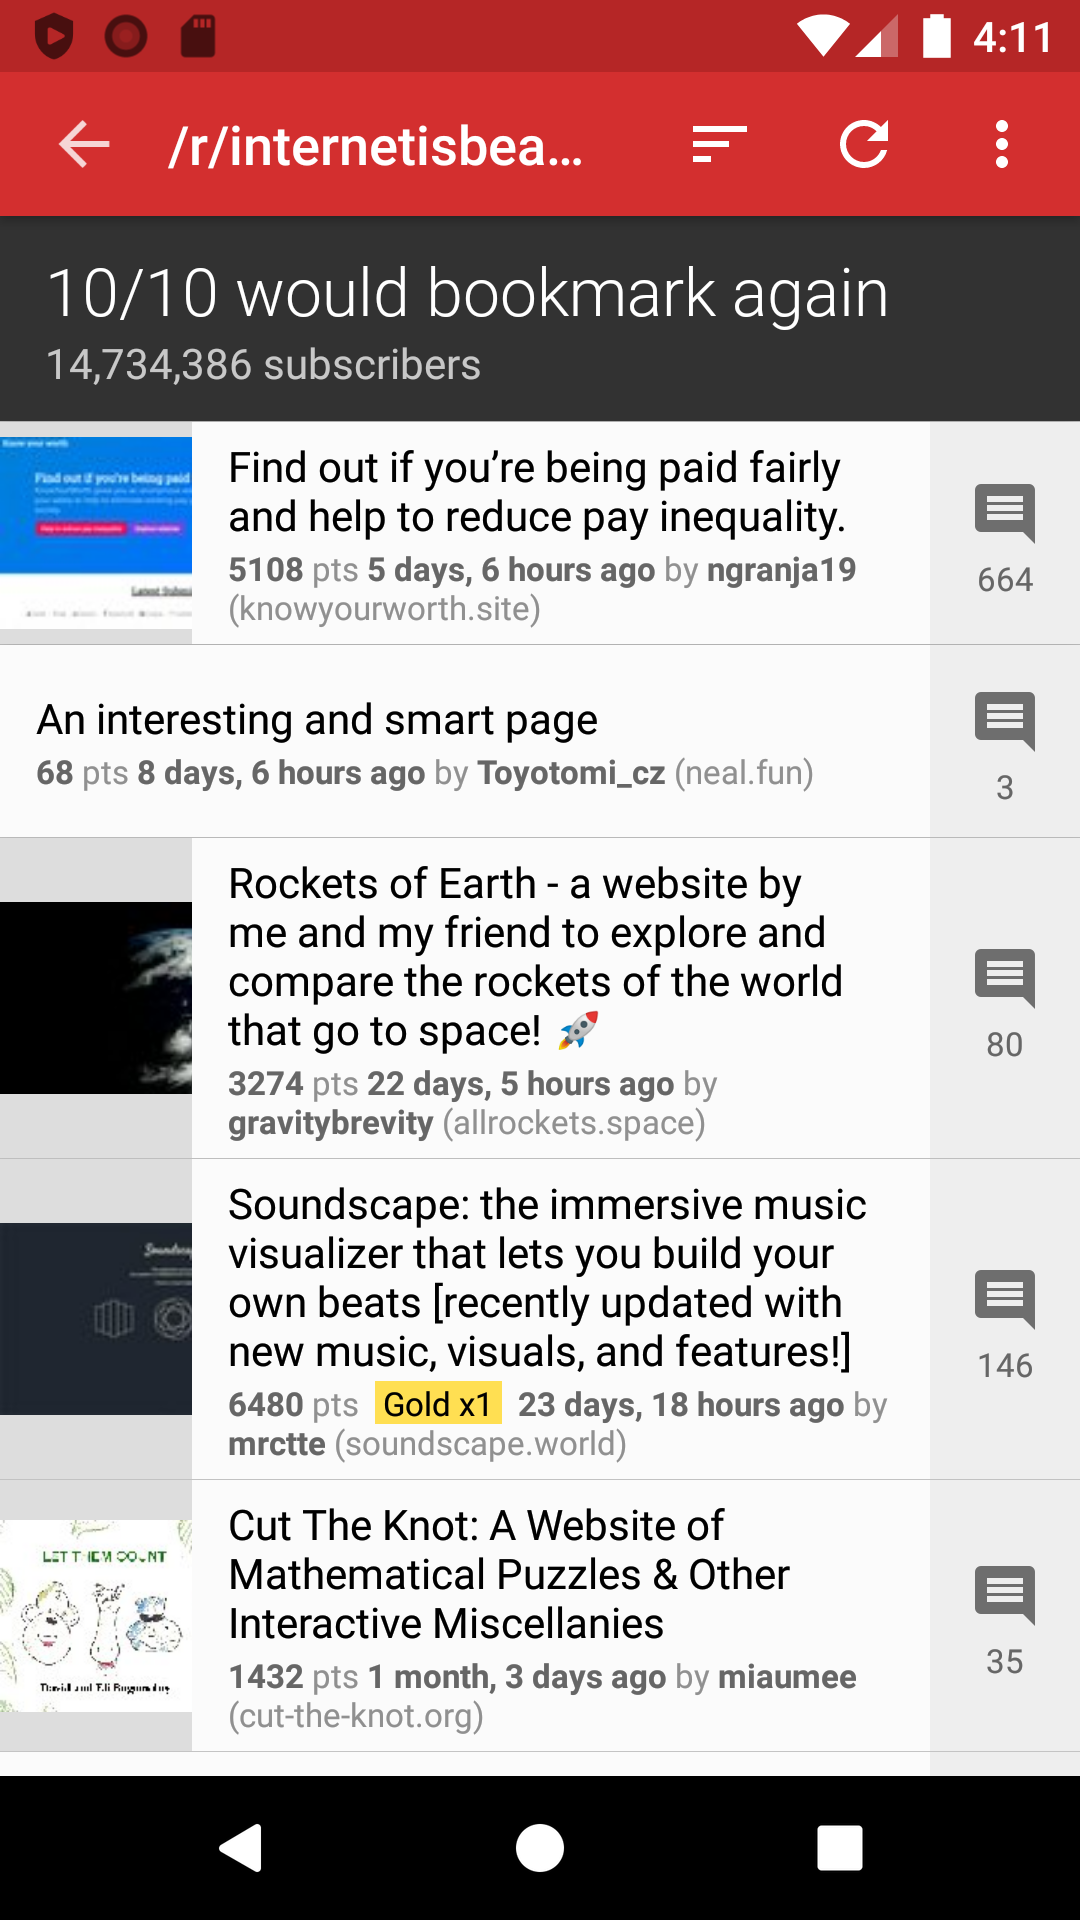 4:11
/r/internetisbea...
10/10 would bookmark again
14,734,386 subscribers
Find out if you’re being paid
Find out if you’re being paid fairly
and help to reduce pay inequality.
5108 pts 5 days, 6 hours ago by ngranja19
(knowyourworth.site)
664
An interesting and smart page
68 pts 8 days, 6 hours ago by Toyotomi_cz (neal.fun)
3
Rockets of Earth - a website by
me and my friend to explore and
compare the rockets of the world
that go to space! 🚀
3274 pts 22 days, 5 hours ago by
gravitybrevity (allrockets.space)
80
Soundscape: the immersive music
visualizer that lets you build your
own beats [recently updated with
new music, visuals, and features!]
6480 pts Gold x1 23 days, 18 hours ago by
mrctte (soundscape.world)
146
LET THEM COUNT
Cut The Knot: A Website of
Mathematical Puzzles & Other
Interactive Miscellanies
1432 pts 1 month, 3 days ago by miaumee
(cut-the-knot.org)
35